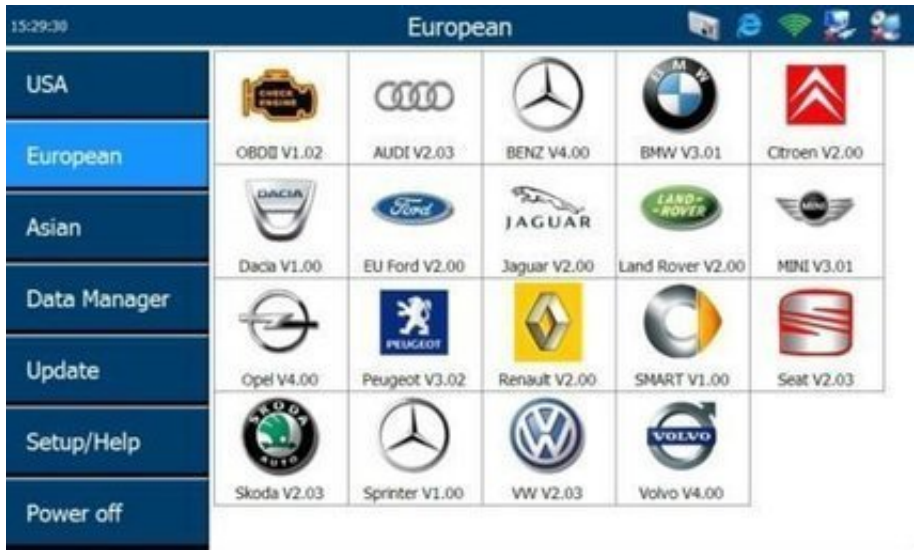 15:29:30
European
USA
European
Asian
Data Manager
Update
Setup/Help
Power off
CHECK
ENGINE
BMW
OBDⅡ V1.02
AUDI V2.03
BENZ V4.00
BMW V3.01
Citroen V2.00
DACIA
Ford
JAGUAR
LAND-
-ROVER
MINI
Dacia V1.00
EU Ford V2.00
Jaguar V2.00
Land Rover V2.00
MINI V3.01
PEUGEOT
Opel V4.00
Peugeot V3.02
Renault V2.00
SMART V1.00
Seat V2.03
SKODA
AUTO
VOLVO
Skoda V2.03
Sprinter V1.00
VW V2.03
Volvo V4.00